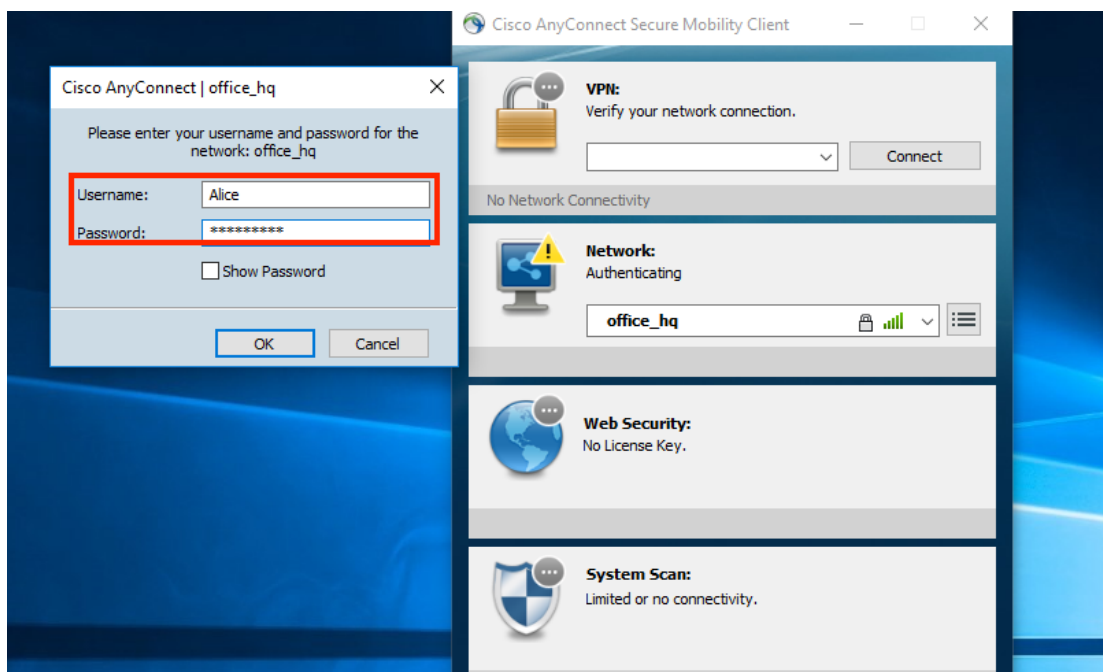 Cisco AnyConnect Secure Mobility Client
Cisco AnyConnect | office_hq
Please enter your username and password for the
network: office_hq
Username: Alice
Password: *********
Show Password
OK Cancel
VPN:
Verify your network connection.
Connect
No Network Connectivity
Network:
Authenticating
office_hq
Web Security:
No License Key.
System Scan:
Limited or no connectivity.